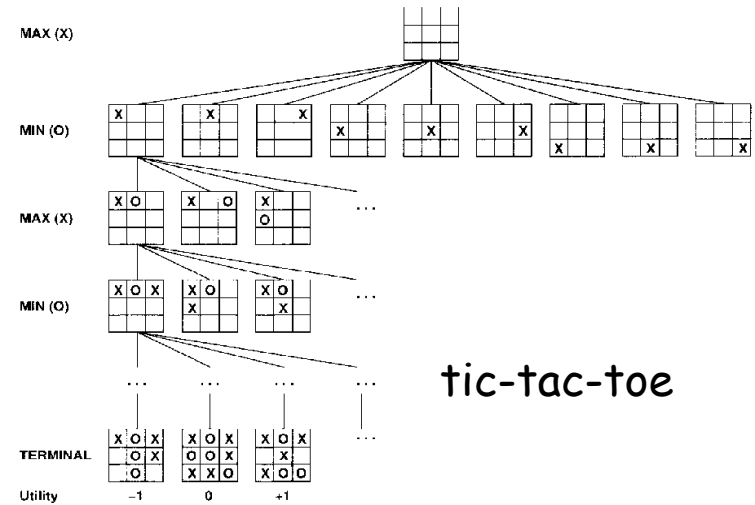 MAX (X)
X X X
MIN (O) X X X
X X X
X O X O X
MAX (X) O ...
X O X X O X O
MIN (O) X X ...
... ... ... ...
tic-tac-toe
X O X X O X X O X ...
TERMINAL O X O O X X
O X X O X O O
Utility −1 0 +1